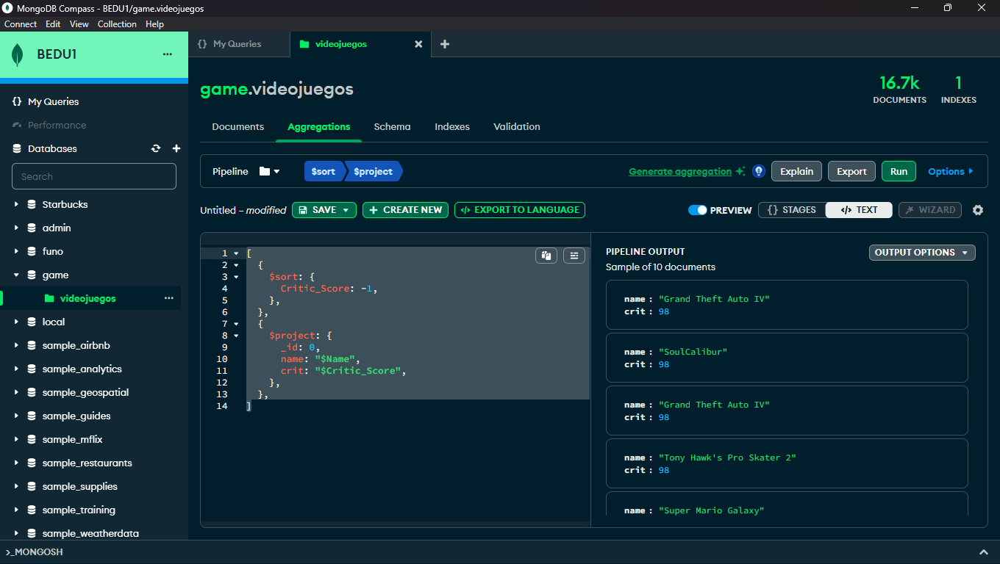 MongoDB Compass - BEDU1/game.videojuegos
Connect Edit View Collection Help
BEDU1
My Queries
Performance
Databases
Search
Starbucks
admin
funo
game
videojuegos
local
sample_airbnb
sample_analytics
sample_geospatial
sample_guides
sample_mflix
sample_restaurants
sample_supplies
sample_training
sample_weatherdata
{} My Queries
videojuegos
game.videojuegos
16.7k
DOCUMENTS
1
INDEXES
Documents Aggregations Schema Indexes Validation
Pipeline $sort $project Generate aggregation Explain Export Run Options
Untitled – modified SAVE + CREATE NEW </> EXPORT TO LANGUAGE PREVIEW {} STAGES </> TEXT WIZARD
1 [
2 {
3 $sort: {
4 Critic_Score: -1,
5 },
6 },
7 {
8 $project: {
9 _id: 0,
10 name: "$Name",
11 crit: "$Critic_Score",
12 },
13 },
14 ]
PIPELINE OUTPUT
Sample of 10 documents
OUTPUT OPTIONS
name : "Grand Theft Auto IV"
crit : 98
name : "SoulCalibur"
crit : 98
name : "Grand Theft Auto IV"
crit : 98
name : "Tony Hawk's Pro Skater 2"
crit : 98
name : "Super Mario Galaxy"
>_MONGOSH